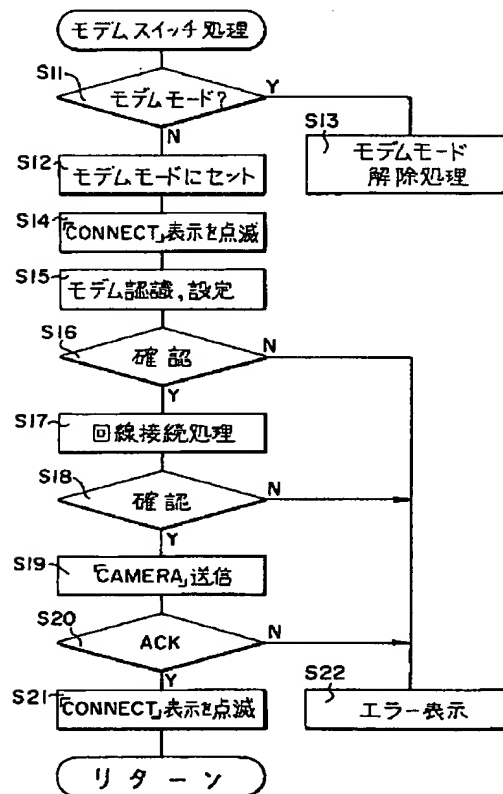 モデムスイッチ処理
S11
モデムモード?
Y
N
S13
モデムモード
解除処理
S12
モデムモードにセット
S14
「CONNECT」表示を点滅
S15
モデム認識,設定
S16
確認
N
Y
S17
回線接続処理
S18
確認
N
Y
S19
「CAMERA」送信
S20
ACK
N
Y
S21
「CONNECT」表示を点滅
S22
エラー表示
リターン